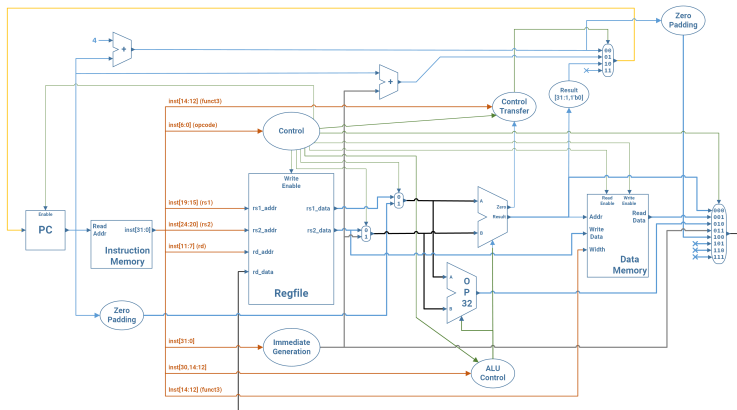 Zero
Padding
4
+
00
01
10
11
+
Result
[31:1,1'b0]
inst[14:12] (funct3)
Control
Transfer
inst[6:0] (opcode)
Control
Write
Enable
inst[19:15] (rs1)
rs1_addr
rs1_data
0
1
A
Zero
Result
Read
Enable
Write
Enable
000
001
010
011
100
101
110
111
Enable
PC
Read
Addr
inst[31:0]
Instruction
Memory
inst[24:20] (rs2)
rs2_addr
rs2_data
0
1
B
Addr
Read
Data
Write
Data
Width
Data
Memory
inst[11:7] (rd)
rd_addr
rd_data
Regfile
A
B
O
P
32
Zero
Padding
inst[31:0]
Immediate
Generation
inst[30,14:12]
ALU
Control
inst[14:12] (funct3)